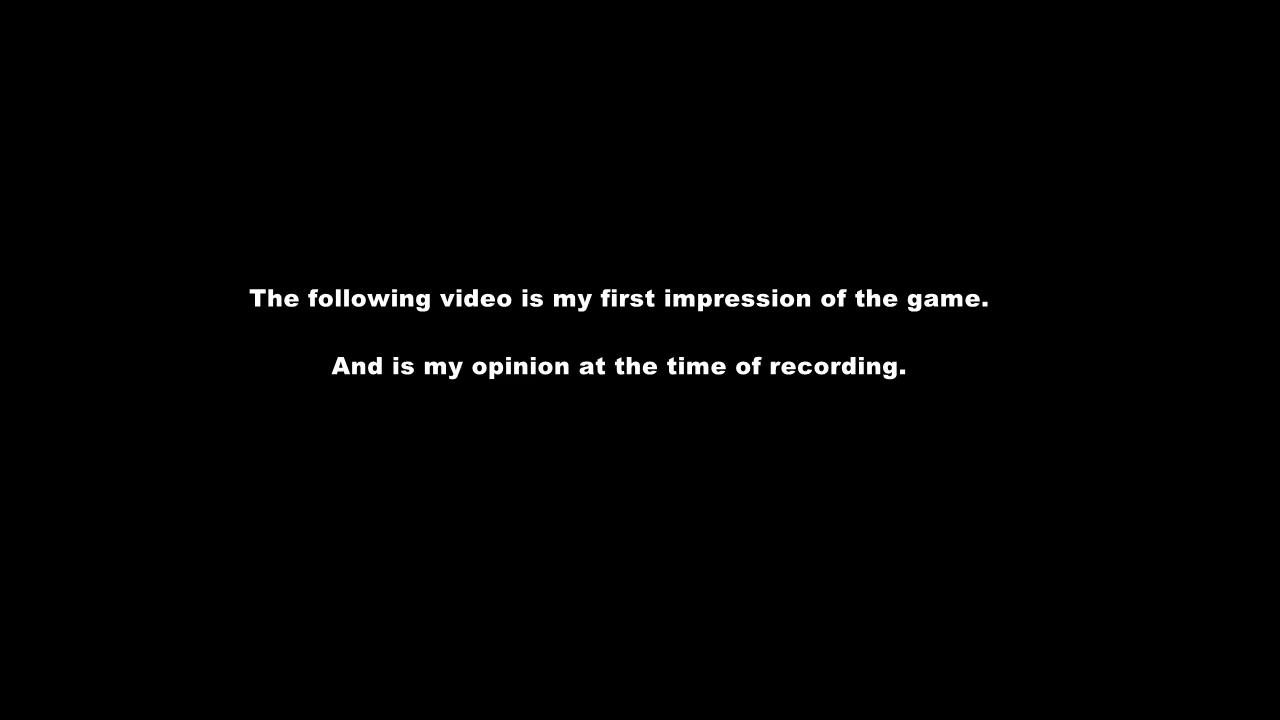 The following video is my first impression of the game.
And is my opinion at the time of recording.